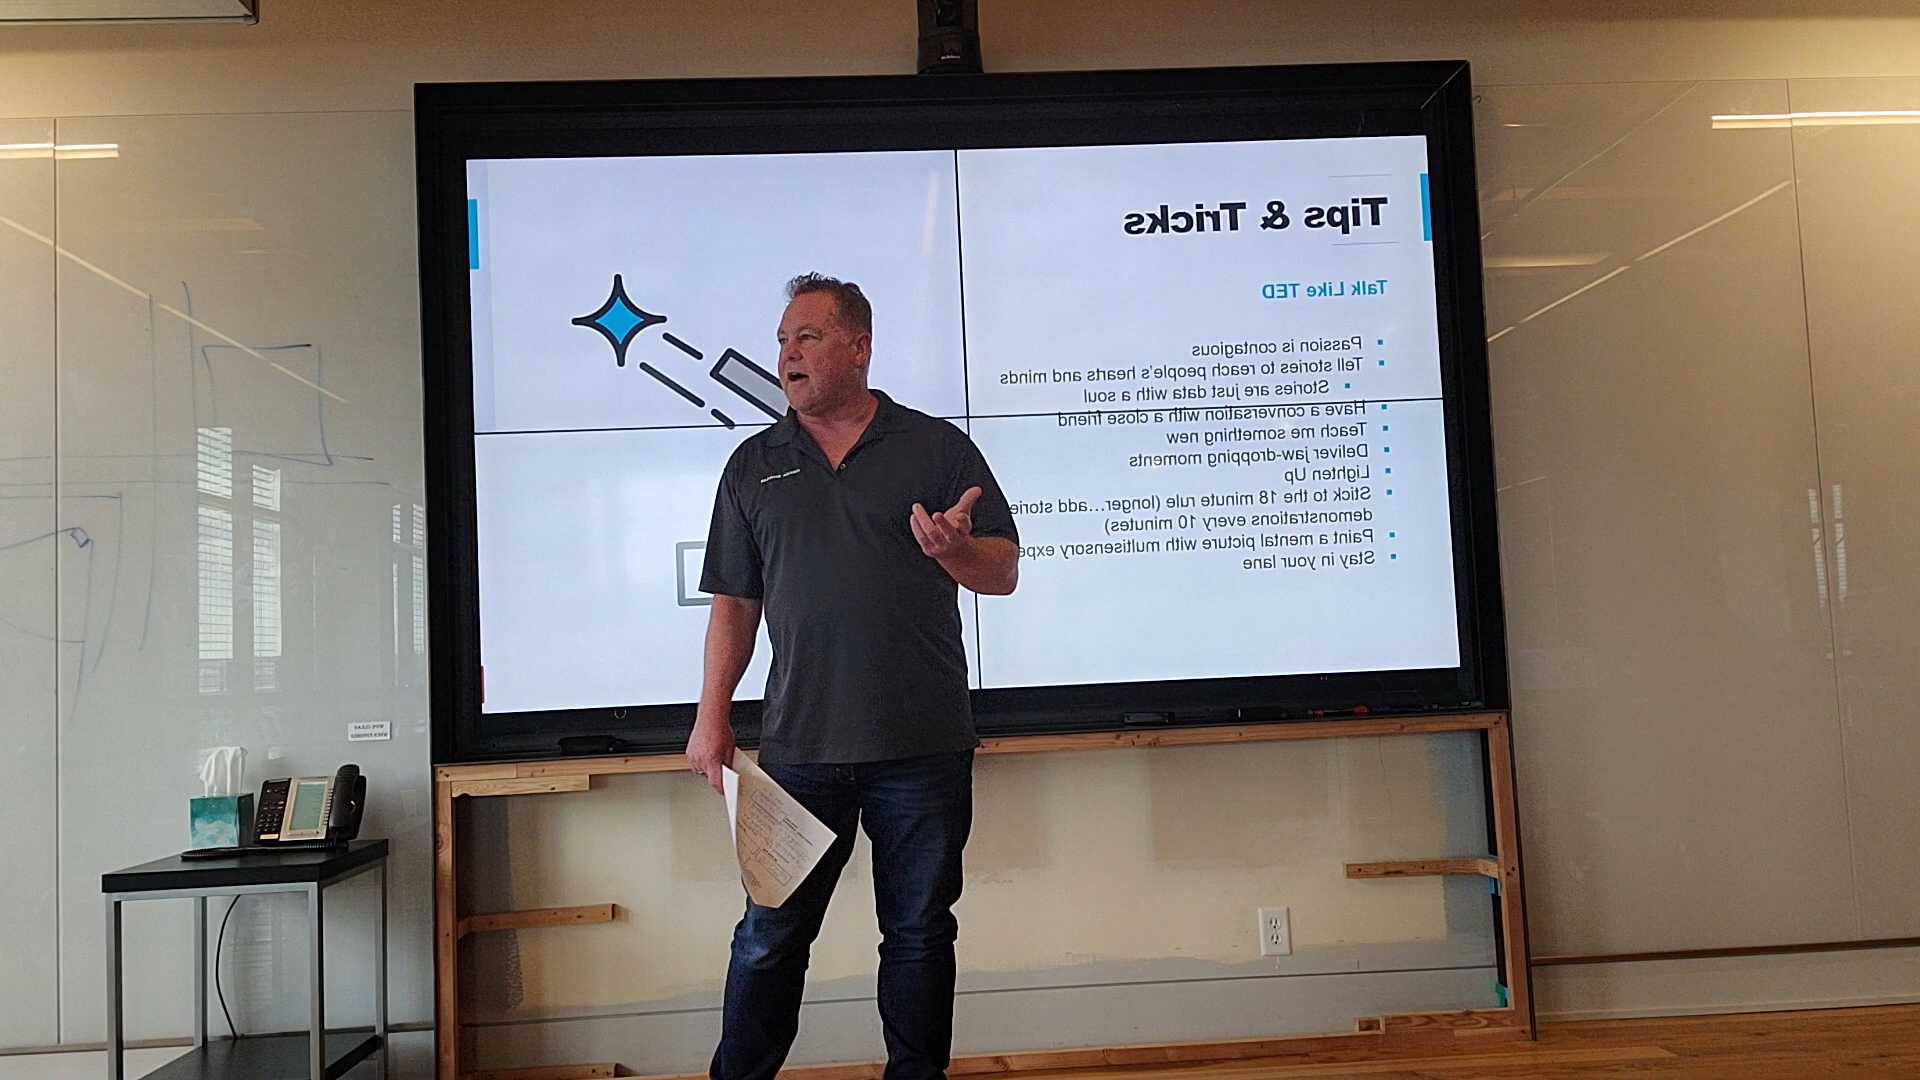 Tips & Tricks
Talk Like TED
Passion is contagious
Tell stories to reach people's hearts and minds
Stories are just data with a soul
Have a conversation with a close friend
Teach me something new
Deliver jaw-dropping moments
Lighten Up
Stick to the 18 minute rule (longer...add
demonstrations every 10 minutes)
Paint a mental picture with multisensory
Stay in your lane